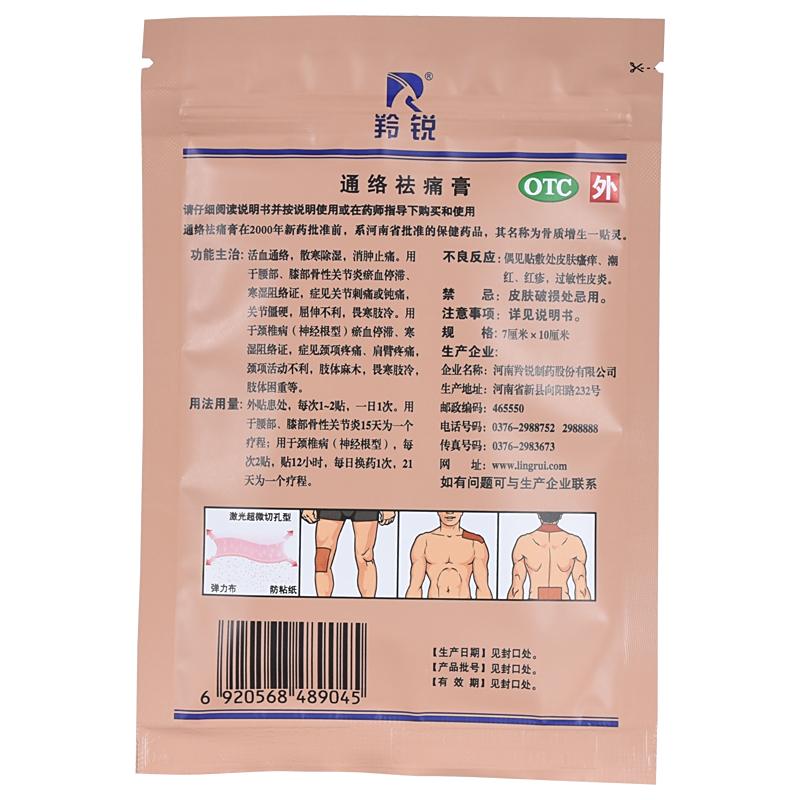 R®
羚锐
通络祛痛膏
OTC 外
请仔细阅读说明书并按说明使用或在药师指导下购买和使用
通络祛痛膏在2000年新药批准前，系河南省批准的保健药品，其名称为骨质增生一贴灵。
功能主治：活血通络，散寒除湿，消肿止痛。用
于腰部、膝部骨性关节炎瘀血停滞、
寒湿阻络证，症见关节刺痛或钝痛，
关节僵硬，屈伸不利，畏寒肢冷。用
于颈椎病（神经根型）瘀血停滞、寒
湿阻络证，症见颈项疼痛、肩臂疼痛，
颈项活动不利，肢体麻木，畏寒肢冷，
肢体困重等。
用法用量：外贴患处，每次1~2贴，一日1次。用
于腰部、膝部骨性关节炎15天为一个
疗程；用于颈椎病（神经根型），每
次2贴，贴12小时，每日换药1次，21
天为一个疗程。
不良反应：偶见贴敷处皮肤瘙痒、潮
红、红疹，过敏性皮炎。
禁　　忌：皮肤破损处忌用。
注意事项：详见说明书。
规　　格：7厘米×10厘米
生产企业：
企业名称：河南羚锐制药股份有限公司
生产地址：河南省新县向阳路232号
邮政编码：465550
电话号码：0376-2988752 2988888
传真号码：0376-2983673
网　　址：www.lingrui.com
如有问题可与生产企业联系
激光超微切孔型
弹力布 防粘纸
6 920568 489045
【生产日期】见封口处。
【产品批号】见封口处。
【有 效 期】见封口处。